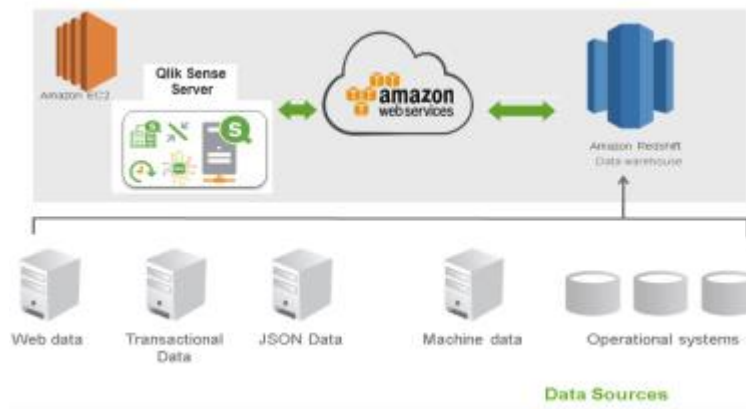 Amazon EC2
Qlik Sense
Server
S
amazon
web services
Amazon Redshift
Data warehouse
Web data
Transactional
Data
JSON Data
Machine data
Operational systems
Data Sources